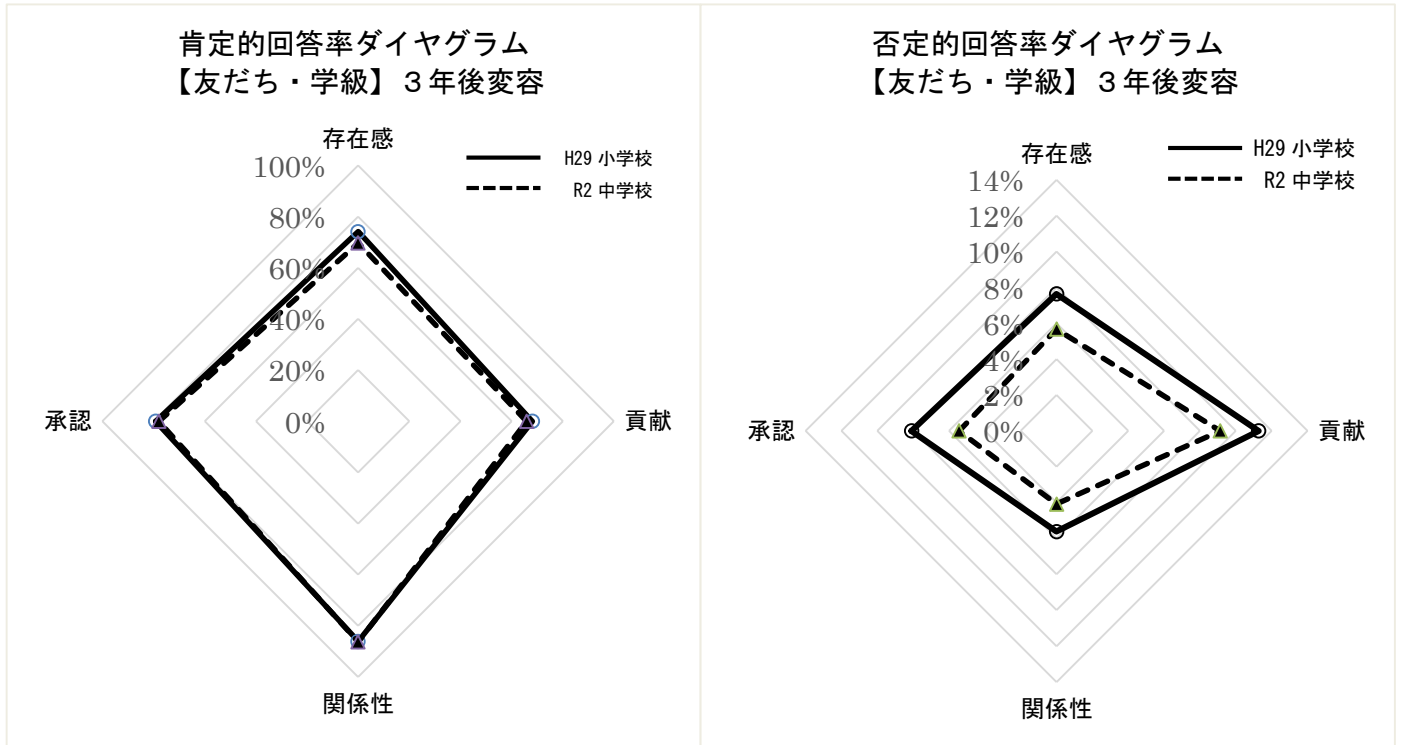 肯定的回答率ダイヤグラム
【友だち・学級】３年後変容
存在感
H29 小学校
R2 中学校
100%
80%
60%
40%
20%
0%
承認
貢献
関係性
否定的回答率ダイヤグラム
【友だち・学級】３年後変容
存在感
H29 小学校
R2 中学校
14%
12%
10%
8%
6%
4%
2%
0%
承認
貢献
関係性